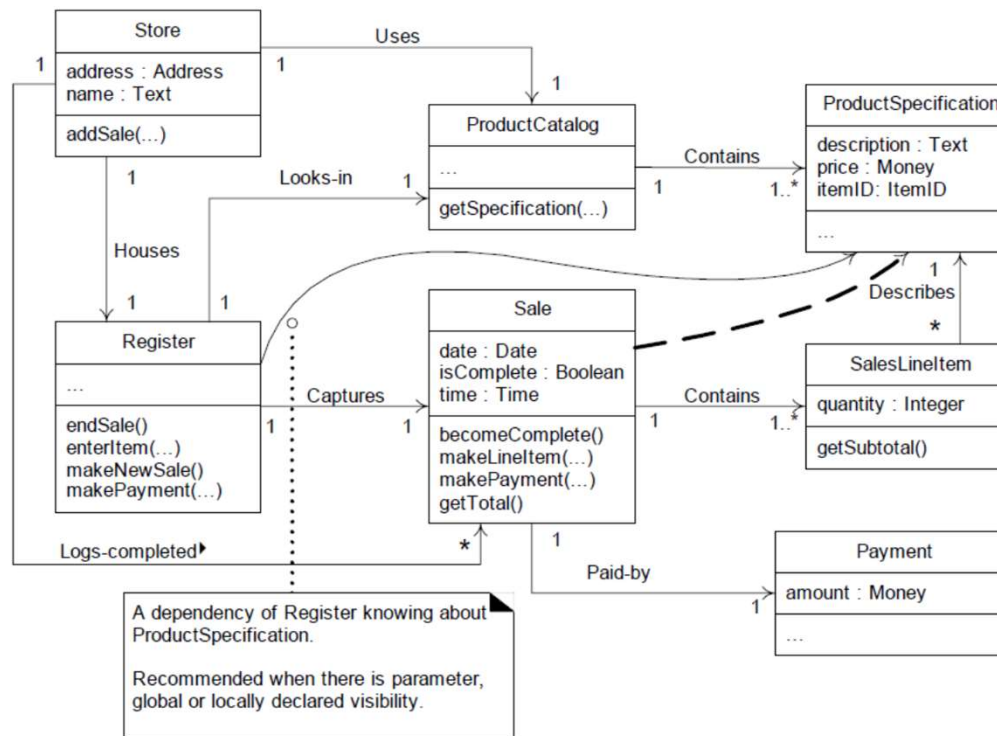 Store
address : Address
name : Text
addSale(...)
1
1
Uses
1
ProductCatalog
...
getSpecification(...)
1
Contains
1..*
ProductSpecification
description : Text
price : Money
itemID: ItemID
...
1
Houses
1
Looks-in
1
1
Register
...
endSale()
enterItem(...)
makeNewSale()
makePayment(...)
1
Captures
1
Sale
date : Date
isComplete : Boolean
time : Time
becomeComplete()
makeLineItem(...)
makePayment(...)
getTotal()
1
Contains
1..*
1
Describes
*
SalesLineItem
quantity : Integer
getSubtotal()
Logs-completed
*
1
Paid-by
1
Payment
amount : Money
...
A dependency of Register knowing about
ProductSpecification.
Recommended when there is parameter,
global or locally declared visibility.